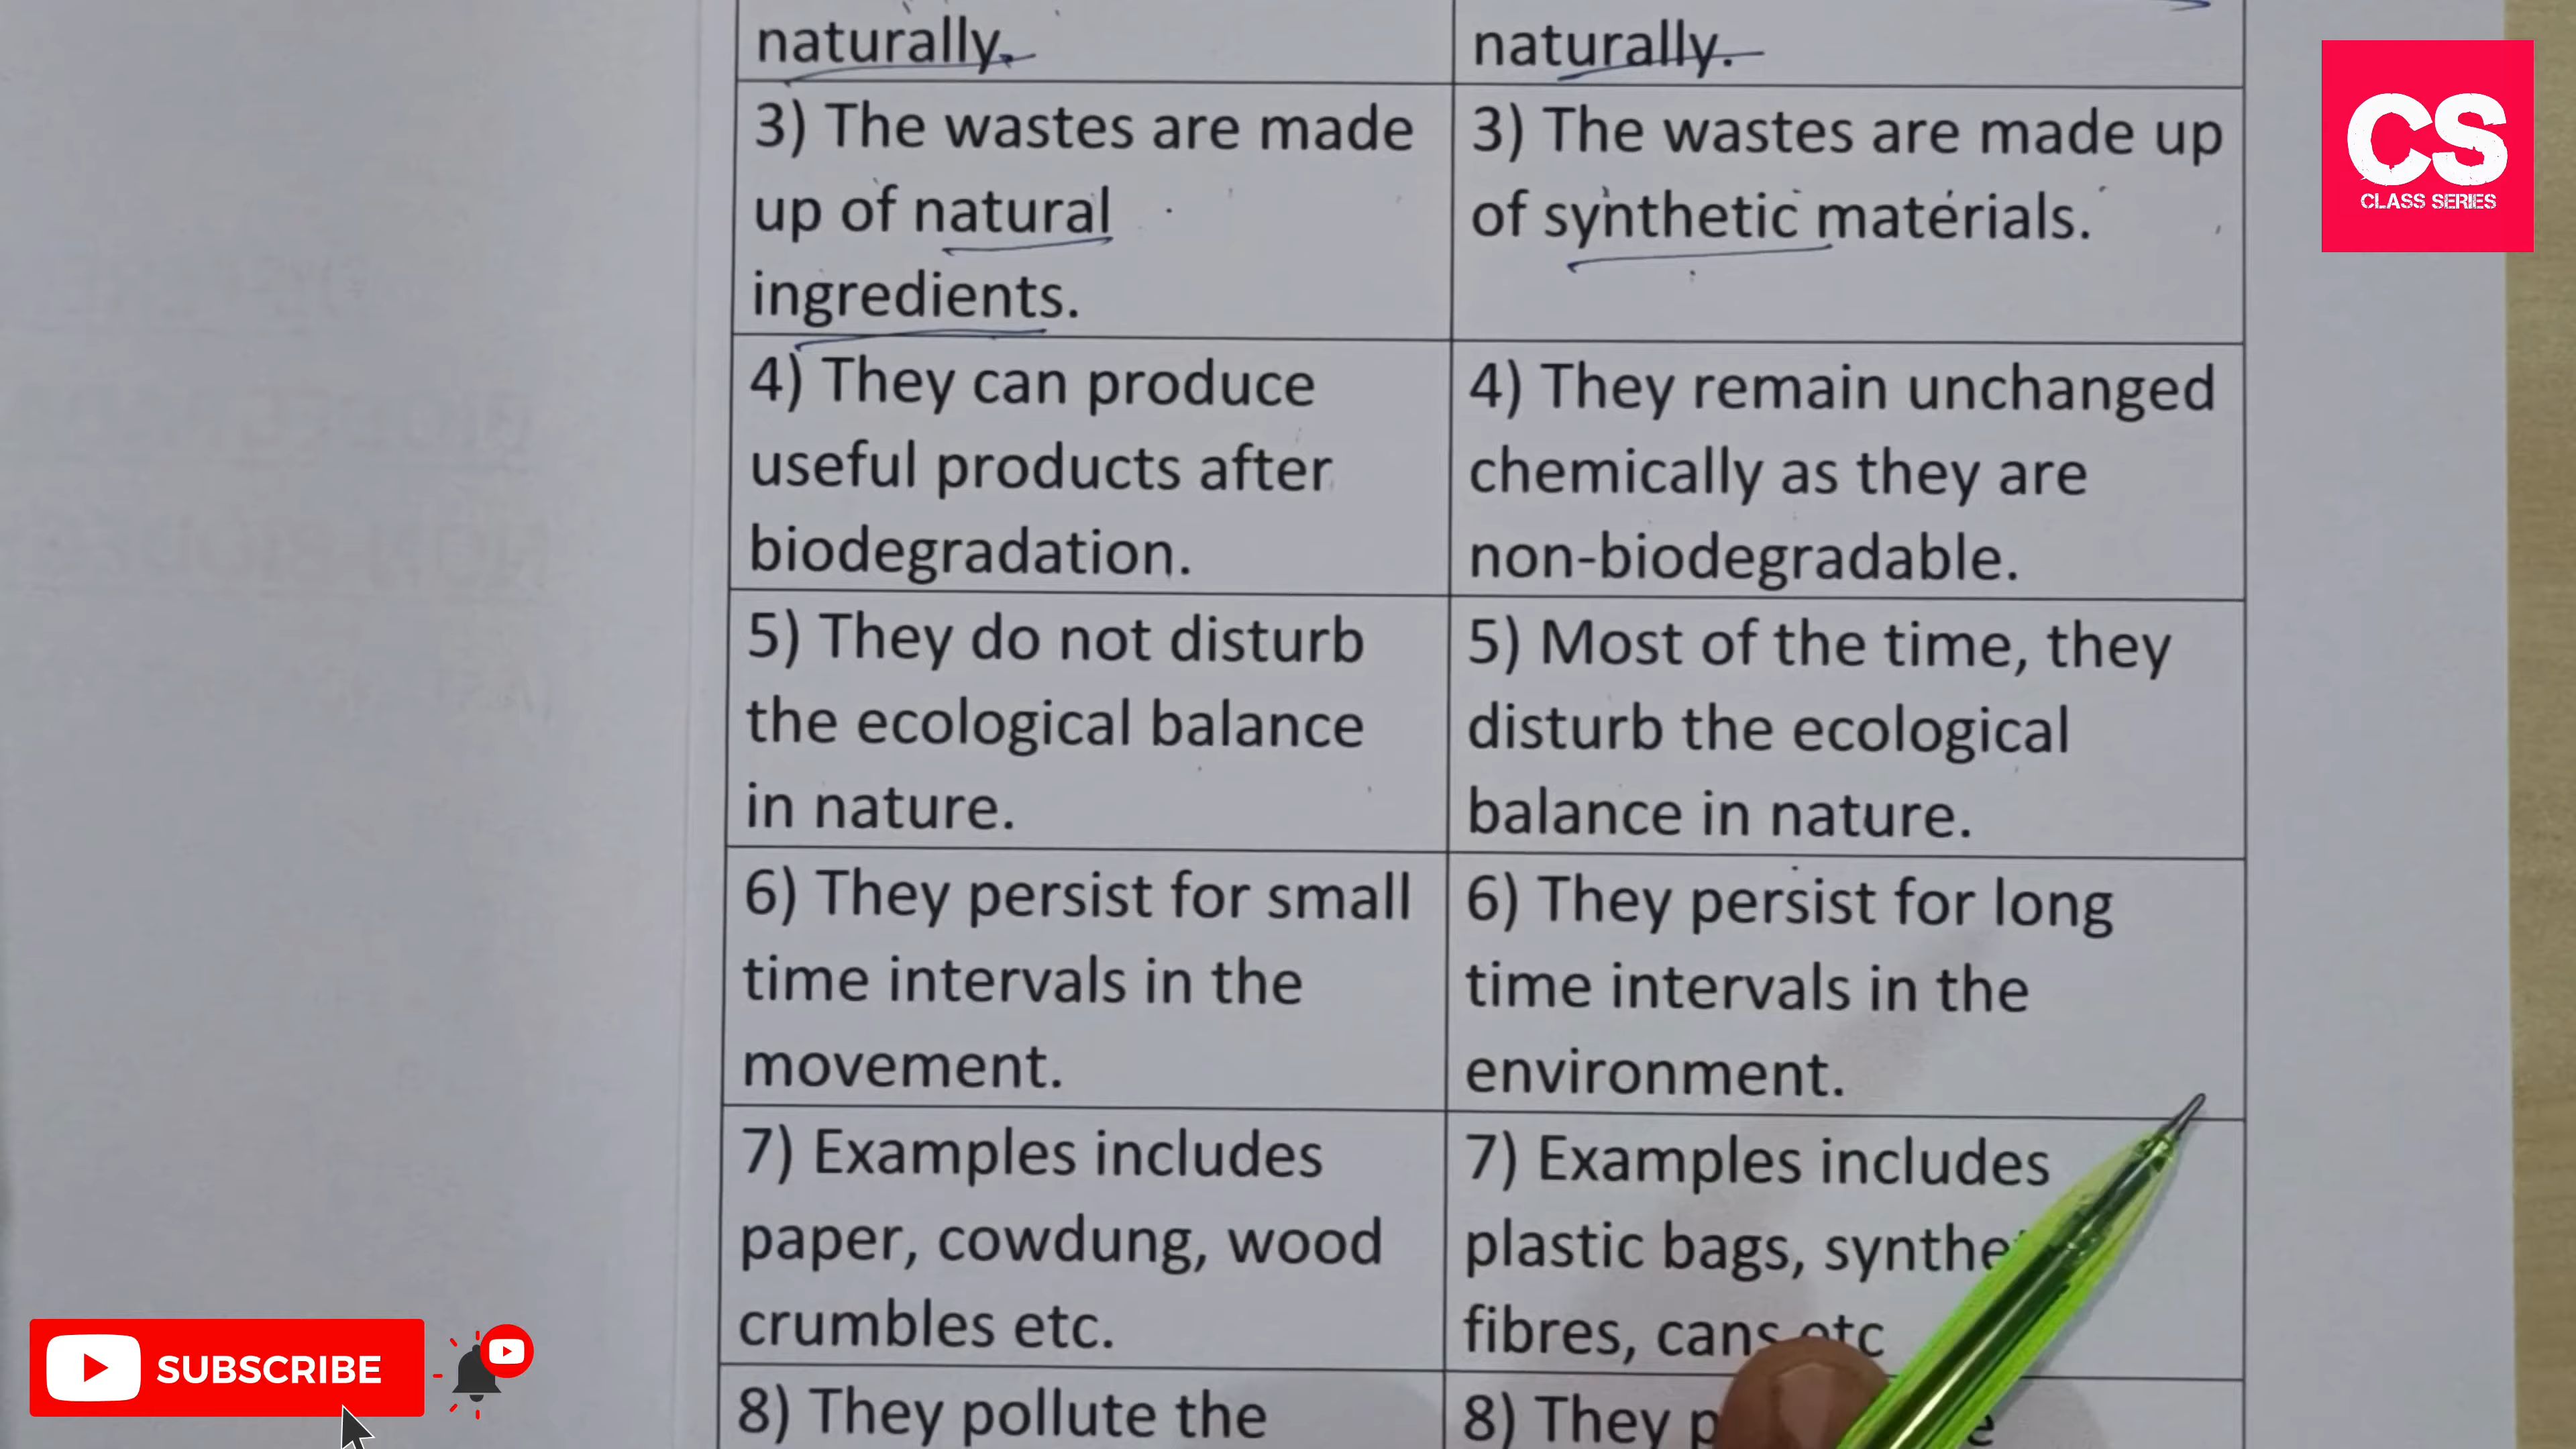 naturally.
3) The wastes are made
up of natural
ingredients.
4) They can produce
useful products after
biodegradation.
5) They do not disturb
the ecological balance
in nature.
6) They persist for small
time intervals in the
movement.
7) Examples includes
paper, cowdung, wood
crumbles etc.
8) They pollute the
naturally.
3) The wastes are made up
of synthetic materials.
4) They remain unchanged
chemically as they are
non-biodegradable.
5) Most of the time, they
disturb the ecological
balance in nature.
6) They persist for long
time intervals in the
environment.
7) Examples includes
plastic bags,
fibres, cans etc
8) They
CS
CLASS SERIES
SUBSCRIBE